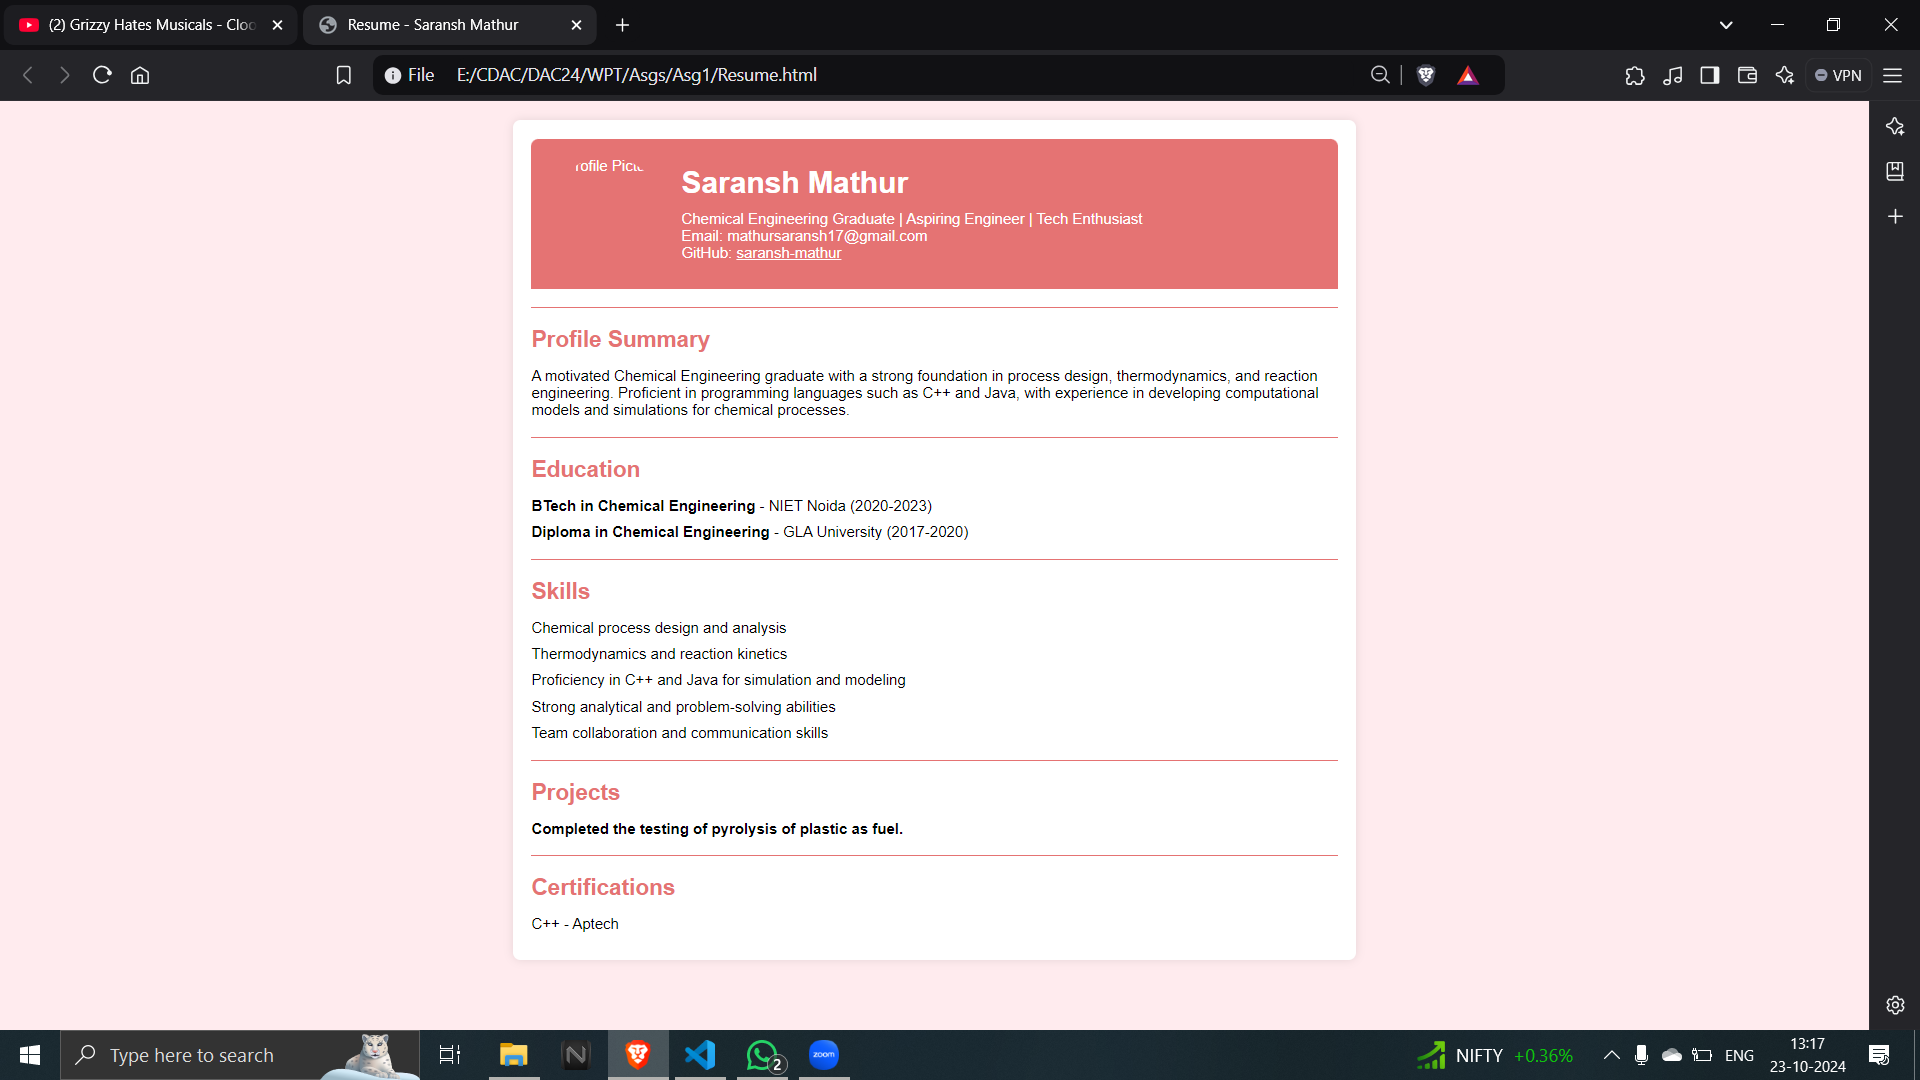 (2) Grizzy Hates Musicals - Cloo
Resume - Saransh Mathur
File E:/CDAC/DAC24/WPT/Asgs/Asg1/Resume.html
VPN
rofile Pictu
Saransh Mathur
Chemical Engineering Graduate | Aspiring Engineer | Tech Enthusiast
Email: mathursaransh17@gmail.com
GitHub: saransh-mathur
Profile Summary
A motivated Chemical Engineering graduate with a strong foundation in process design, thermodynamics, and reaction
engineering. Proficient in programming languages such as C++ and Java, with experience in developing computational
models and simulations for chemical processes.
Education
BTech in Chemical Engineering - NIET Noida (2020-2023)
Diploma in Chemical Engineering - GLA University (2017-2020)
Skills
Chemical process design and analysis
Thermodynamics and reaction kinetics
Proficiency in C++ and Java for simulation and modeling
Strong analytical and problem-solving abilities
Team collaboration and communication skills
Projects
Completed the testing of pyrolysis of plastic as fuel.
Certifications
C++ - Aptech
Type here to search
N
2
zoom
NIFTY +0.36%
ENG
13:17
23-10-2024